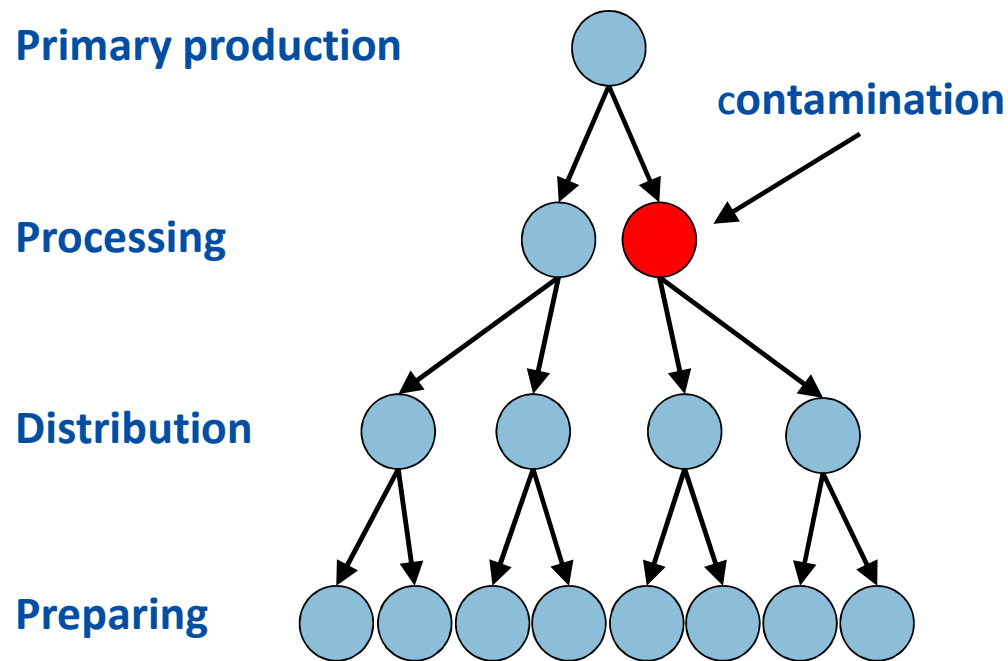 Primary production
contamination
Processing
Distribution
Preparing